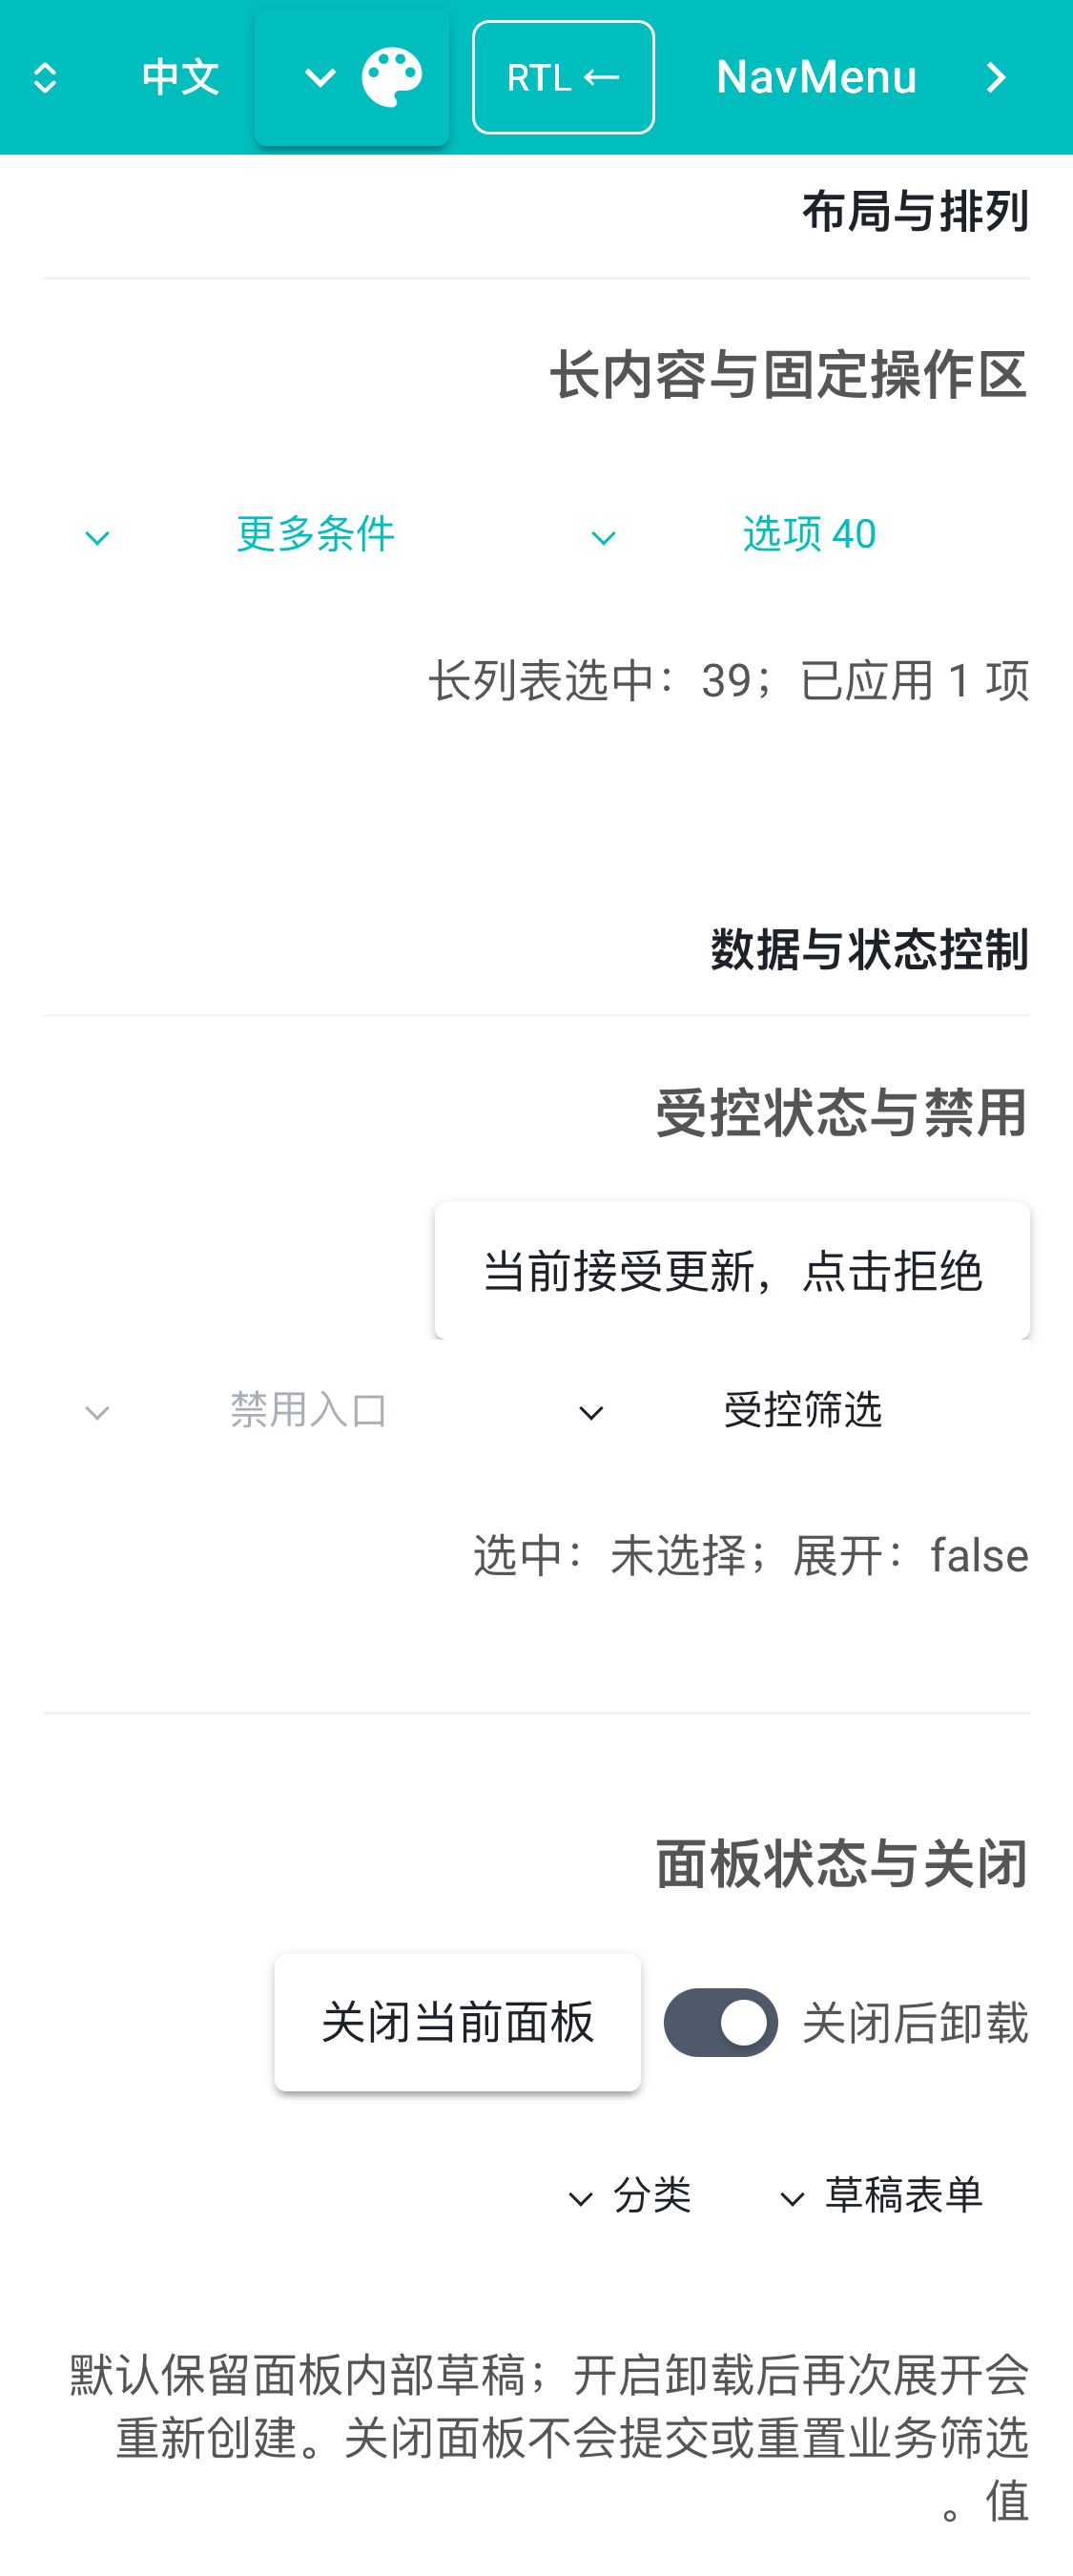 中文
RTL ←
NavMenu
布局与排列
长内容与固定操作区
选项 40
更多条件
长列表选中：39；已应用 1 项
数据与状态控制
受控状态与禁用
当前接受更新，点击拒绝
受控筛选
禁用入口
选中：未选择；展开：false
面板状态与关闭
关闭后卸载
关闭当前面板
草稿表单
分类
默认保留面板内部草稿；开启卸载后再次展开会
重新创建。关闭面板不会提交或重置业务筛选
值。